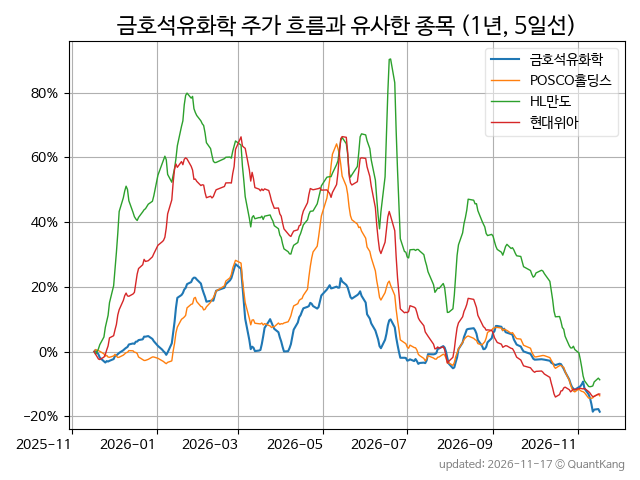 금호석유화학 주가 흐름과 유사한 종목 (1년, 5일선)
금호석유화학
POSCO홀딩스
HL만도
현대위아
80%
60%
40%
20%
0%
−20%
2025−11 2026−01 2026−03 2026−05 2026−07 2026−09 2026−11
updated: 2026-11-17 © QuantKang